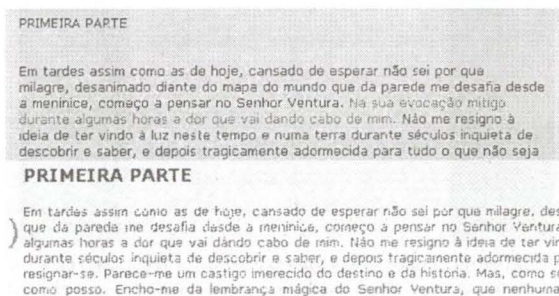 PRIMEIRA PARTE
Em tardes assim como as de hoje, cansado de esperar não sei por que
milagre, desanimado diante do mapa do mundo que da parede me desafia desde
a meninice, começo a pensar no Senhor Ventura. Na sua evocação mitigo
durante algumas horas a dor que vai dando cabo de mim. Não me resigno à
ideia de ter vindo à luz neste tempo e numa terra durante séculos inquieta de
descobrir e saber, e depois tragicamente adormecida para tudo o que não seja
PRIMEIRA PARTE
Em tardes assim como as de hoje, cansado de esperar não sei por que milagre, des
que da parede me desafia desde a meninice, começo a pensar no Senhor Ventura
algumas horas a dor que vai dando cabo de mim. Não me resigno à ideia de ter vin
durante séculos inquieta de descobrir e saber, e depois tragicamente adormecida p
resignar-se. Parece-me um castigo imerecido do destino e da história. Mas, como s
como posso. Encho-me da lembrança mágica do Senhor Ventura, que nenhuma